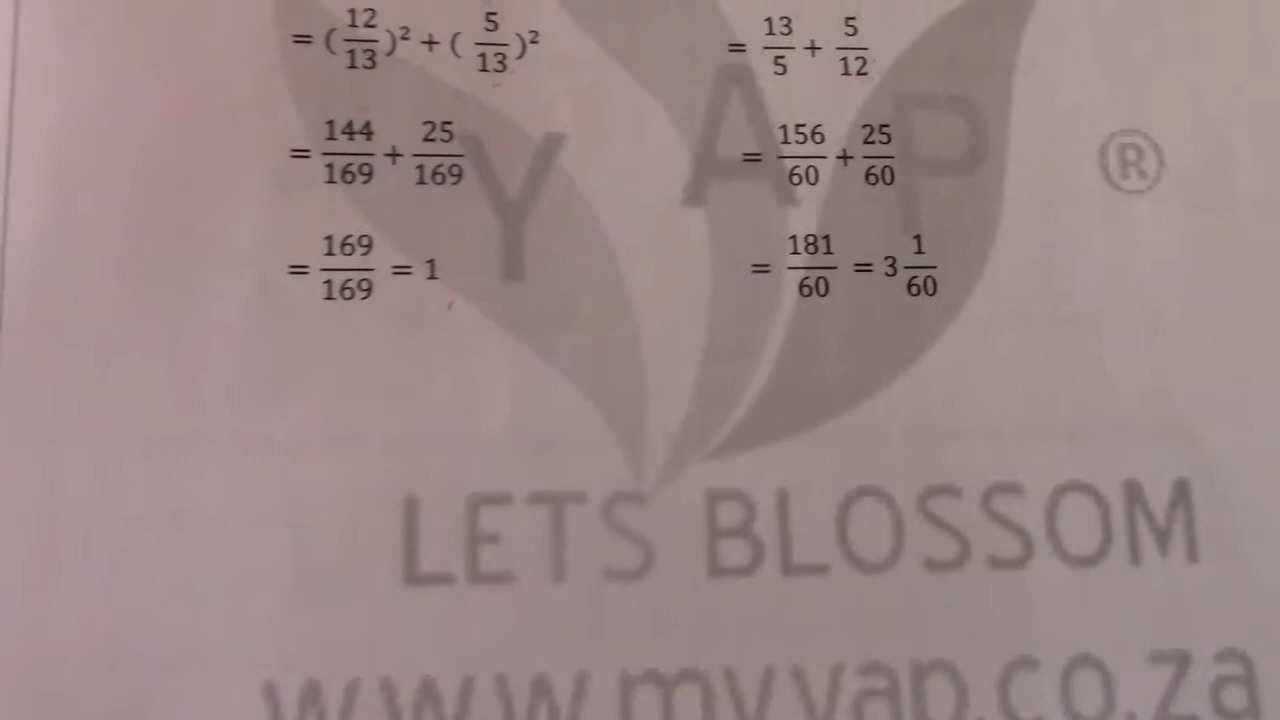 = (12/13)² + (5/13)²
= 144/169 + 25/169
= 169/169 = 1
= 13/5 + 5/12
= 156/60 + 25/60
= 181/60 = 3 1/60
YAP ®
LETS BLOSSOM
www.myyap.co.za